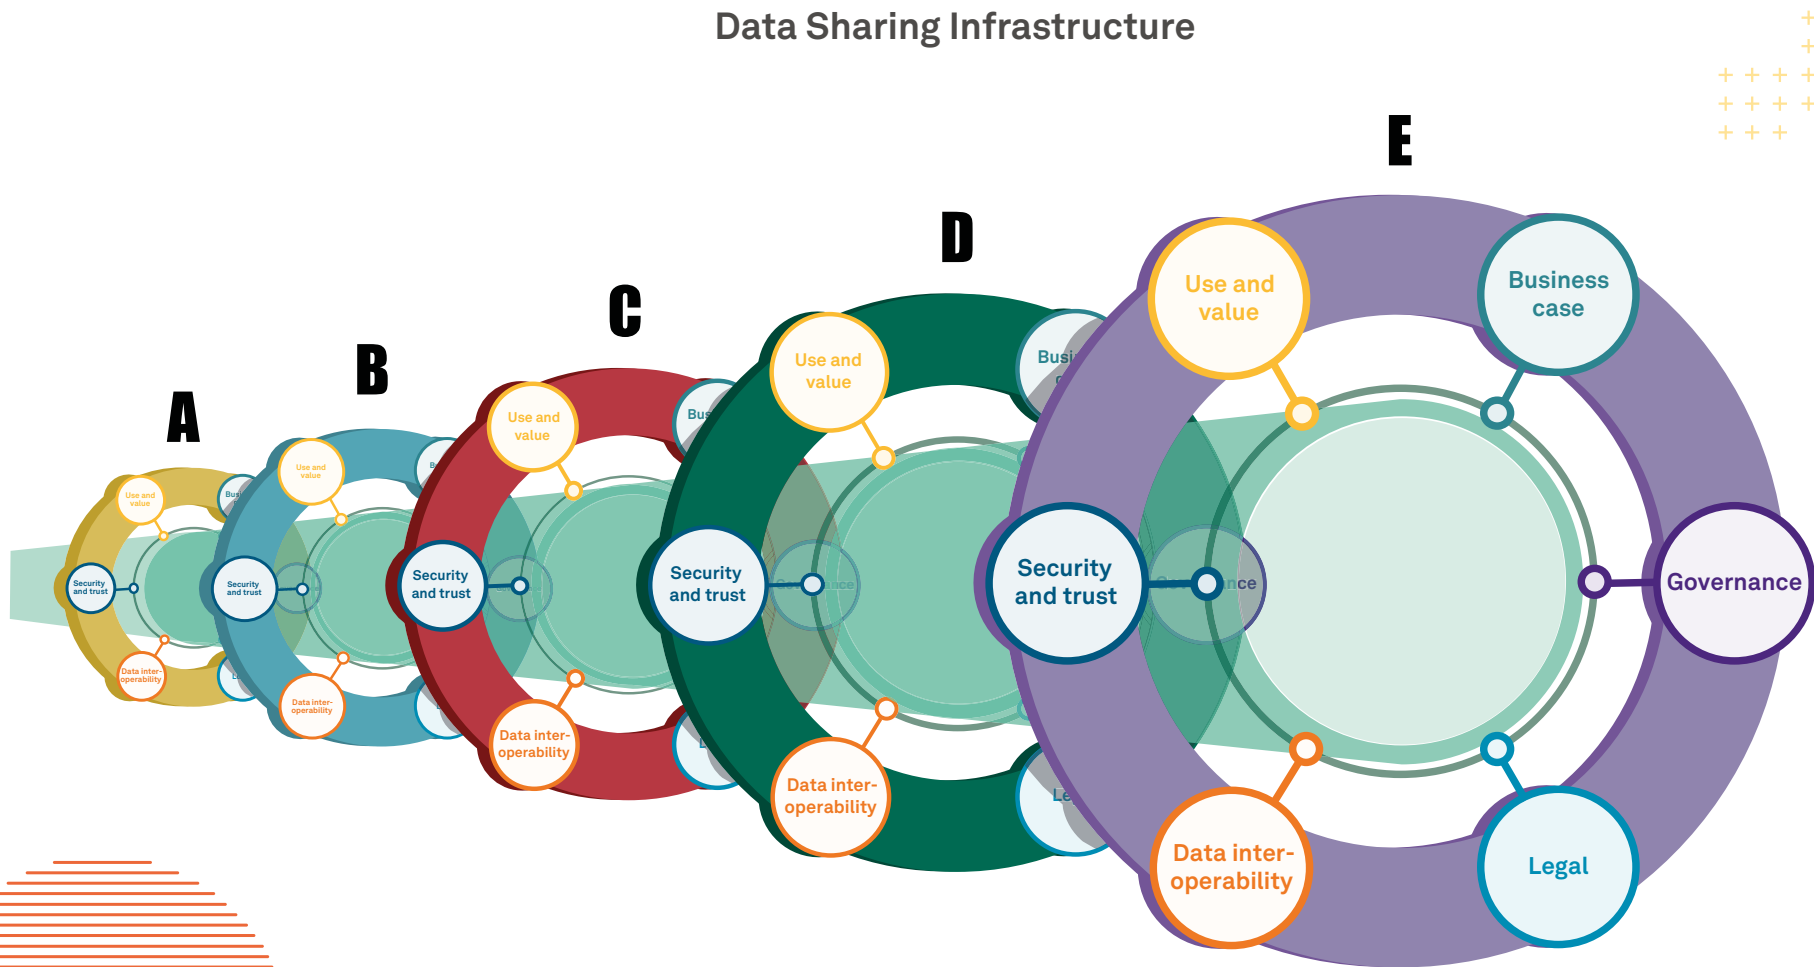 Data Sharing Infrastructure
A
Use and
value
Security
and trust
Data inter-
operability
B
Use and
value
Security
and trust
Data inter-
operability
C
Use and
value
Security
and trust
Data inter-
operability
D
Use and
value
Security
and trust
Data inter-
operability
E
Use and
value
Business
case
Security
and trust
Governance
Data inter-
operability
Legal